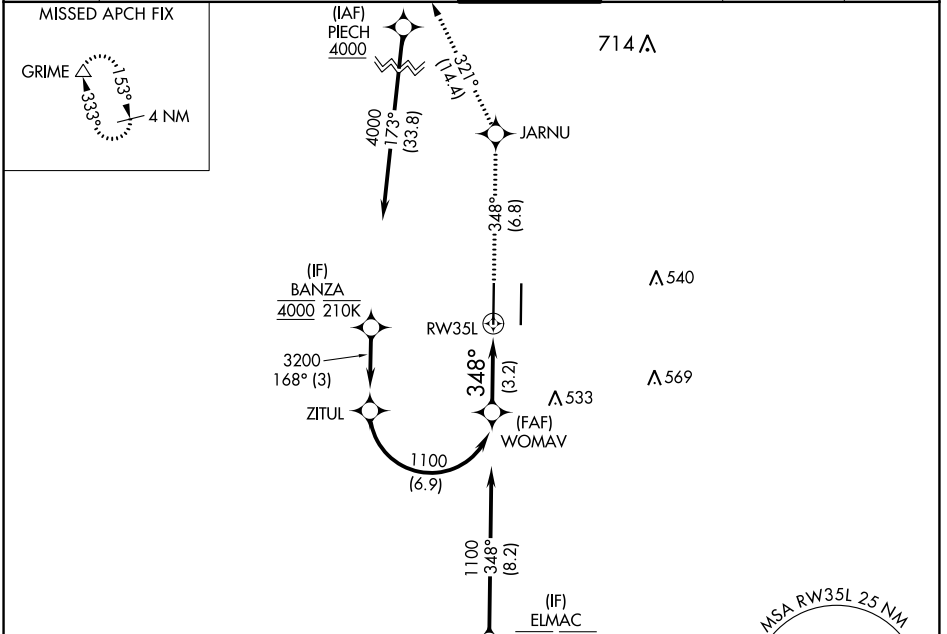 MISSED APCH FIX
GRIME
153°
333°
4 NM
(IAF)
PIECH
4000
4000
173°
(33.8)
321°
(14.4)
714
JARNU
348°
(6.8)
(IF)
BANZA
4000 210K
3200
168° (3)
ZITUL
RW35L
348°
(3.2)
540
569
533
(FAF)
WOMAV
1100
(6.9)
1100
348°
(8.2)
(IF)
ELMAC
MSA RW35L 25 NM